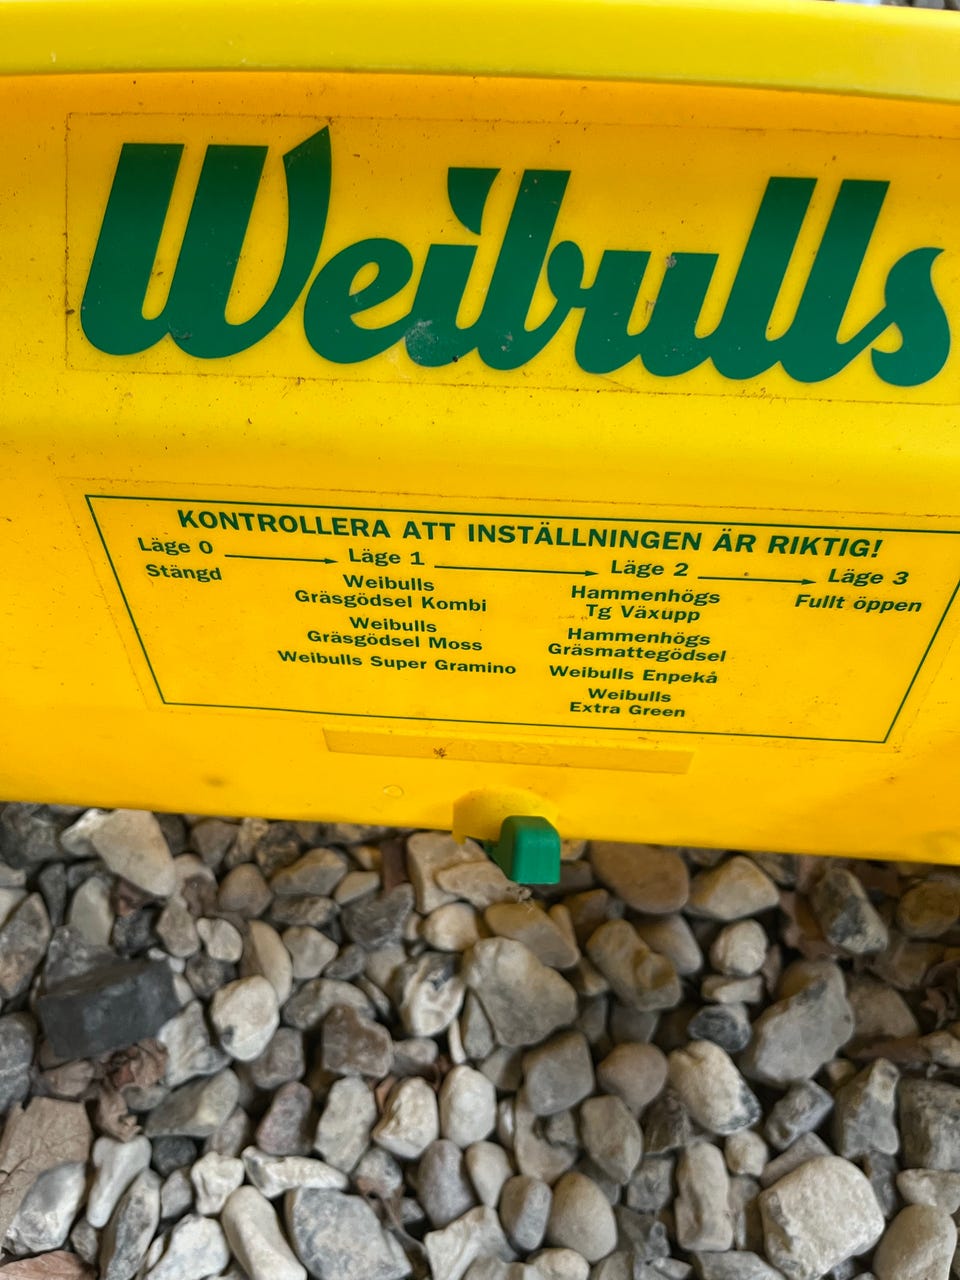 Weibulls
KONTROLLERA ATT INSTÄLLNINGEN ÄR RIKTIG!
Läge 0
Stängd
Läge 1
Weibulls
Gräsgödsel Kombi
Weibulls
Gräsgödsel Moss
Weibulls Super Gramino
Läge 2
Hammenhögs
Tg Växupp
Hammenhögs
Gräsmattegödsel
Weibulls Enpekå
Weibulls
Extra Green
Läge 3
Fullt öppen